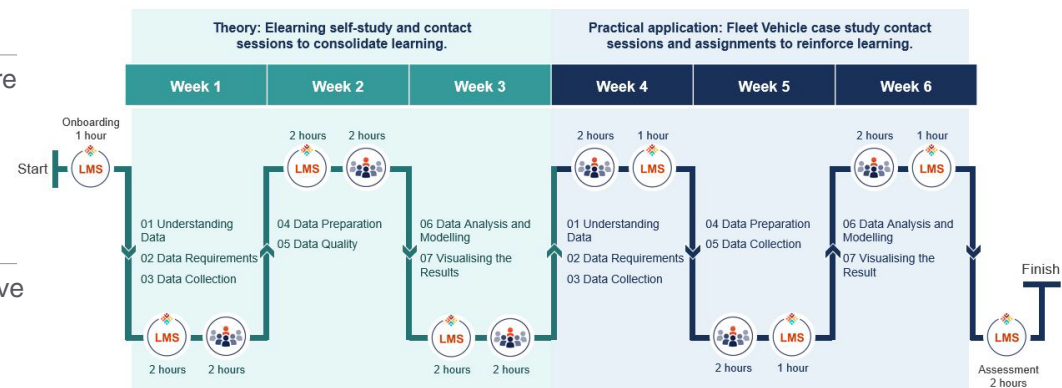 Theory: Elearning self-study and contact
sessions to consolidate learning.
Practical application: Fleet Vehicle case study contact
sessions and assignments to reinforce learning.
re
ve
Week 1
Week 2
Week 3
Week 4
Week 5
Week 6
Onboarding
1 hour
Start
LMS
01 Understanding
Data
02 Data Requirements
03 Data Collection
LMS
2 hours
2 hours
2 hours
2 hours
LMS
04 Data Preparation
05 Data Quality
06 Data Analysis and
Modelling
07 Visualising the
Results
LMS
2 hours
2 hours
2 hours
1 hour
LMS
01 Understanding
Data
02 Data Requirements
03 Data Collection
04 Data Preparation
05 Data Collection
LMS
2 hours
1 hour
2 hours
1 hour
LMS
06 Data Analysis and
Modelling
07 Visualising the
Result
Finish
LMS
Assessment
2 hours